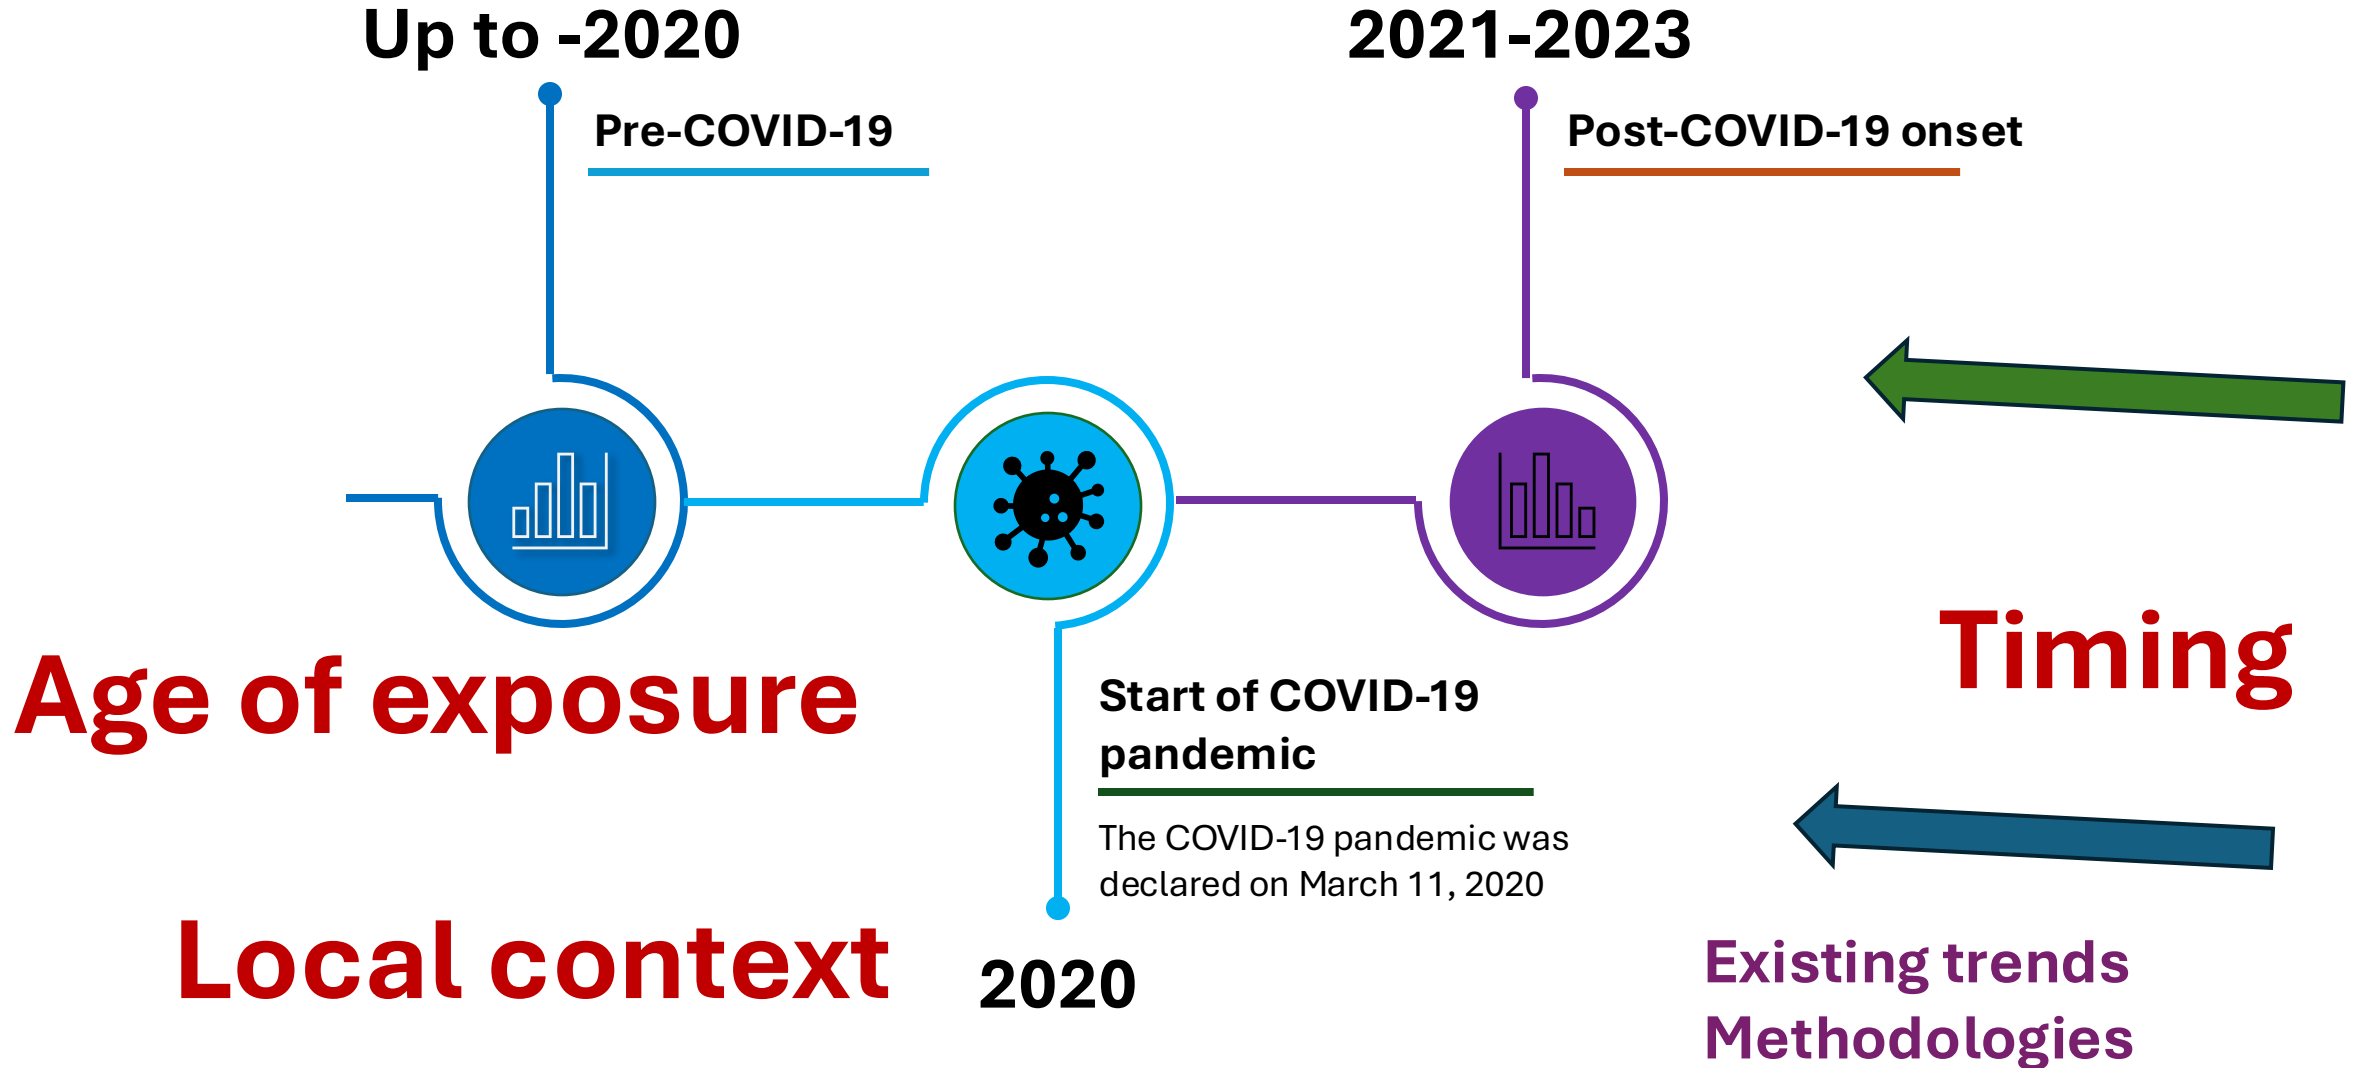 Up to -2020
2021-2023
Pre-COVID-19
Post-COVID-19 onset
Timing
Age of exposure
Start of COVID-19
pandemic
The COVID-19 pandemic was
declared on March 11, 2020
Local context
2020
Existing trends
Methodologies